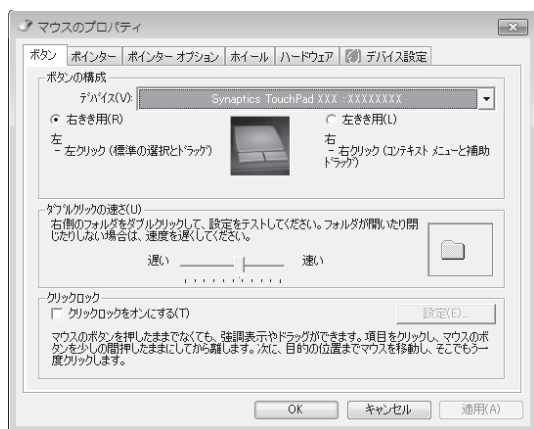 マウスのプロパティ
ボタン ポインター ポインター オプション ホイール ハードウェア デバイス設定
ボタンの構成
デバイス(V): Synaptics TouchPad XXX : XXXXXXXX
右きき用(R) 左きき用(L)
左 右
- 左クリック (標準の選択とドラッグ) - 右クリック (コンテキスト メニューと補助
ドラッグ)
ダブルクリックの速さ(U)
右側のフォルダをダブルクリックして、設定をテストしてください。フォルダが開いたり閉
じたりしない場合は、速度を遅くしてください。
遅い 速い
クリックロック
クリックロックをオンにする(T) 設定(E)...
マウスのボタンを押したままでなくても、強調表示やドラッグができます。項目をクリックし、マウスのボ
タンを少しの間押したままにしてから離します。次に、目的の位置までマウスを移動し、そこでもう一
度クリックします。
OK キャンセル 適用(A)